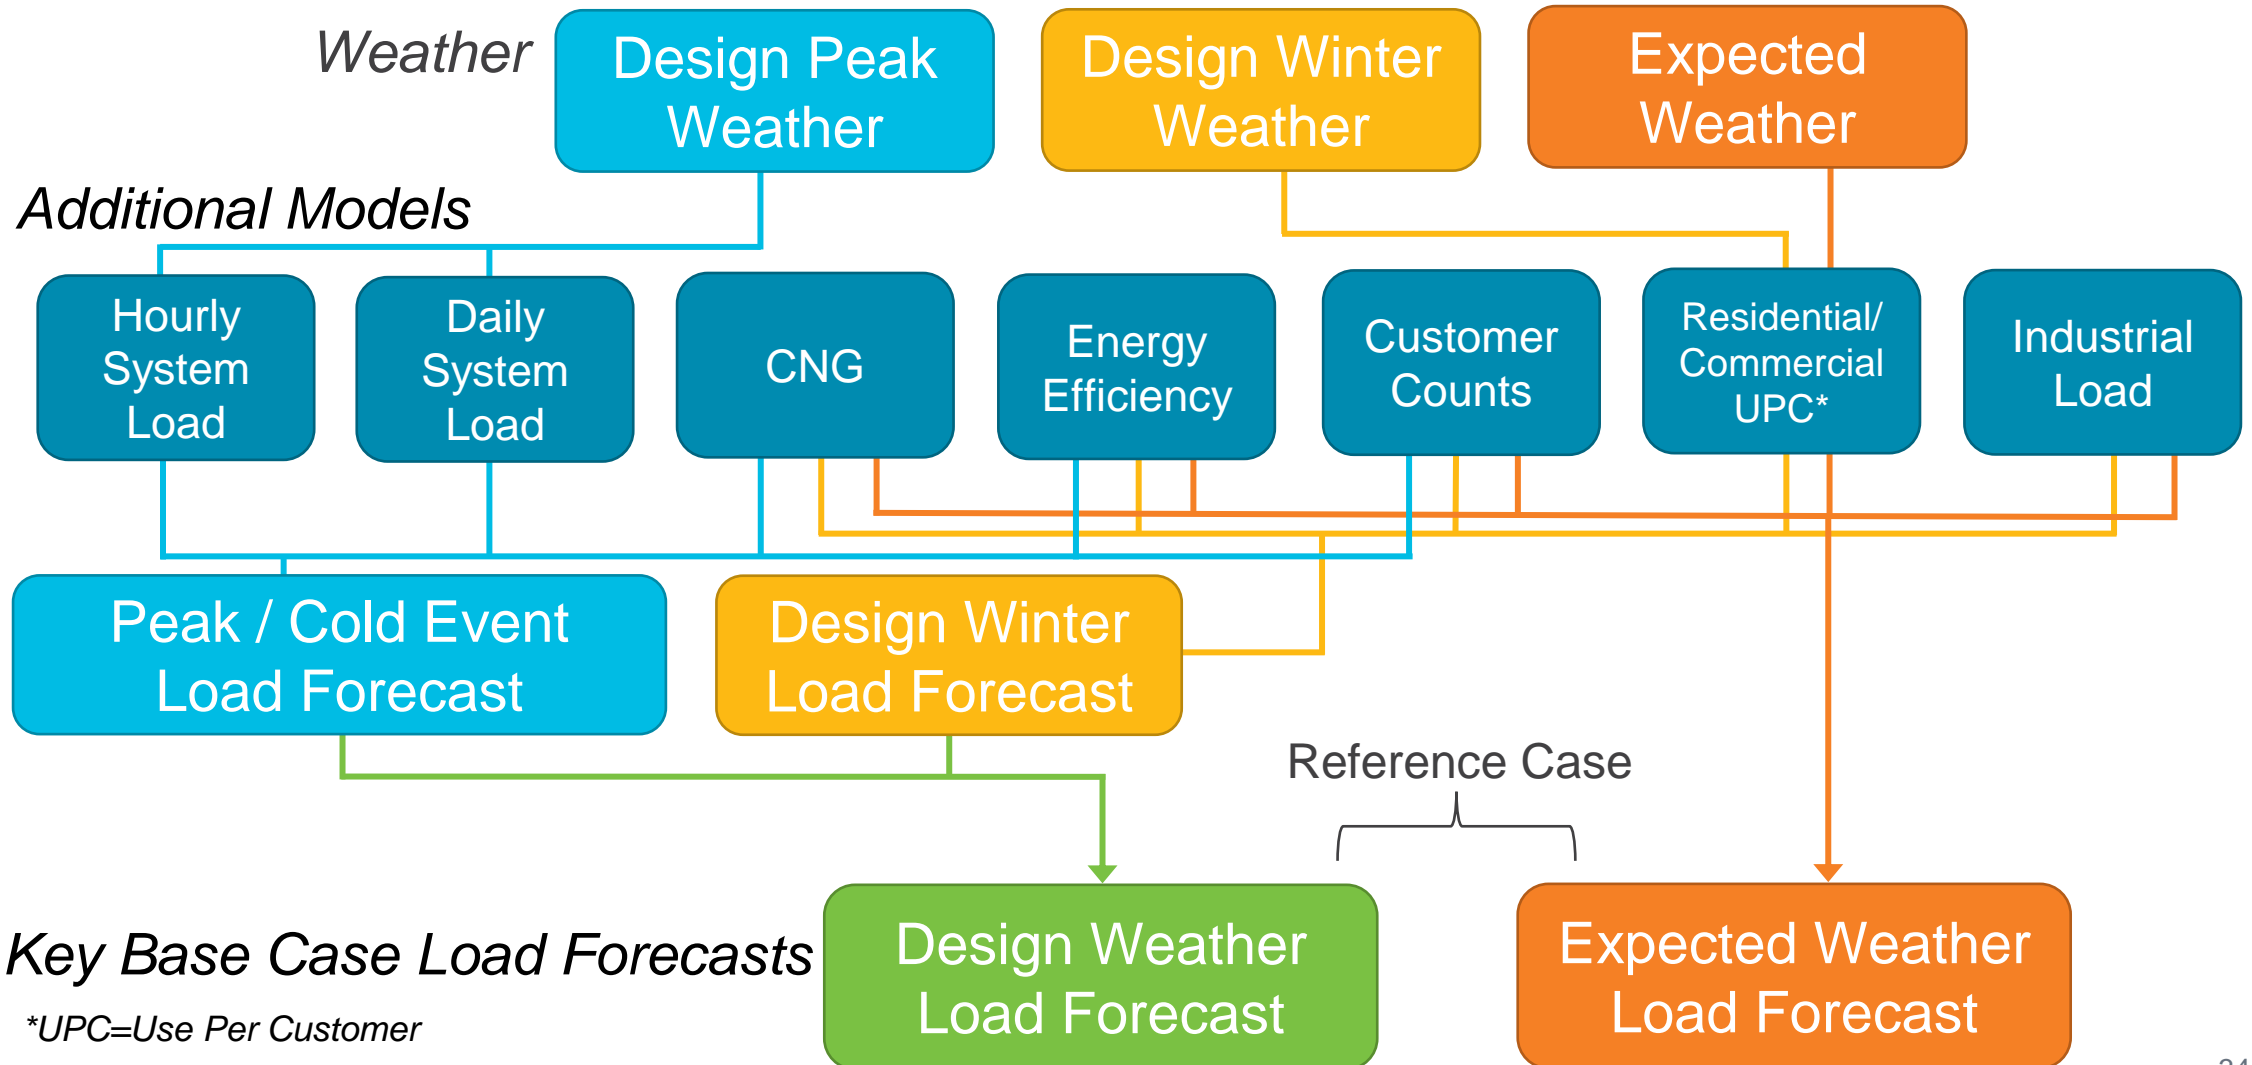 Weather
Design Peak
Weather
Design Winter
Weather
Expected
Weather
Additional Models
Hourly
System
Load
Daily
System
Load
CNG
Energy
Efficiency
Customer
Counts
Residential/
Commercial
UPC*
Industrial
Load
Peak / Cold Event
Load Forecast
Design Winter
Load Forecast
Reference Case
Key Base Case Load Forecasts
Design Weather
Load Forecast
Expected Weather
Load Forecast
*UPC=Use Per Customer